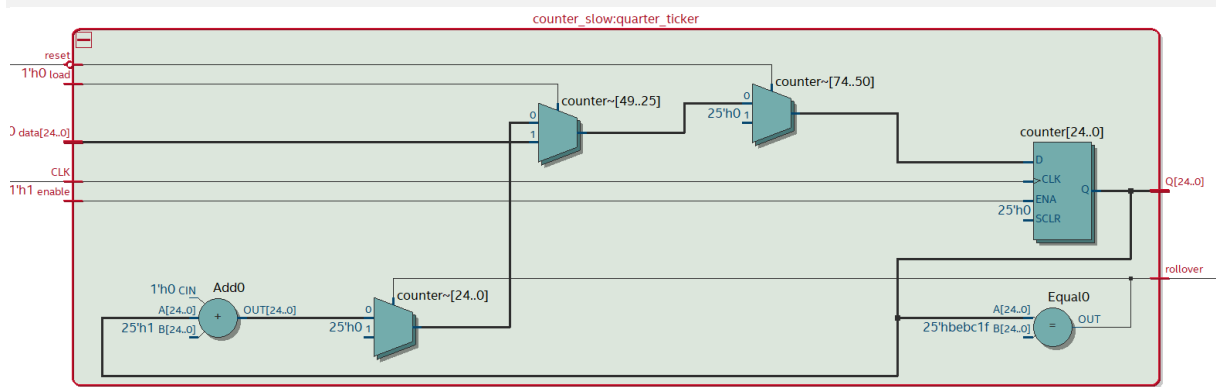 counter_slow:quarter_ticker
reset
1'h0 load
0 data[24..0]
CLK
1'h1 enable
counter~[49..25]
0
1
counter~[74..50]
0
25'h0 1
counter[24..0]
D
CLK
ENA
25'h0 SCLR
Q
Q[24..0]
rollover
Add0
1'h0 CIN
A[24..0]
25'h1 B[24..0]
+
OUT[24..0]
counter~[24..0]
0
25'h0 1
Equal0
A[24..0]
25'hbebc1f B[24..0]
=
OUT